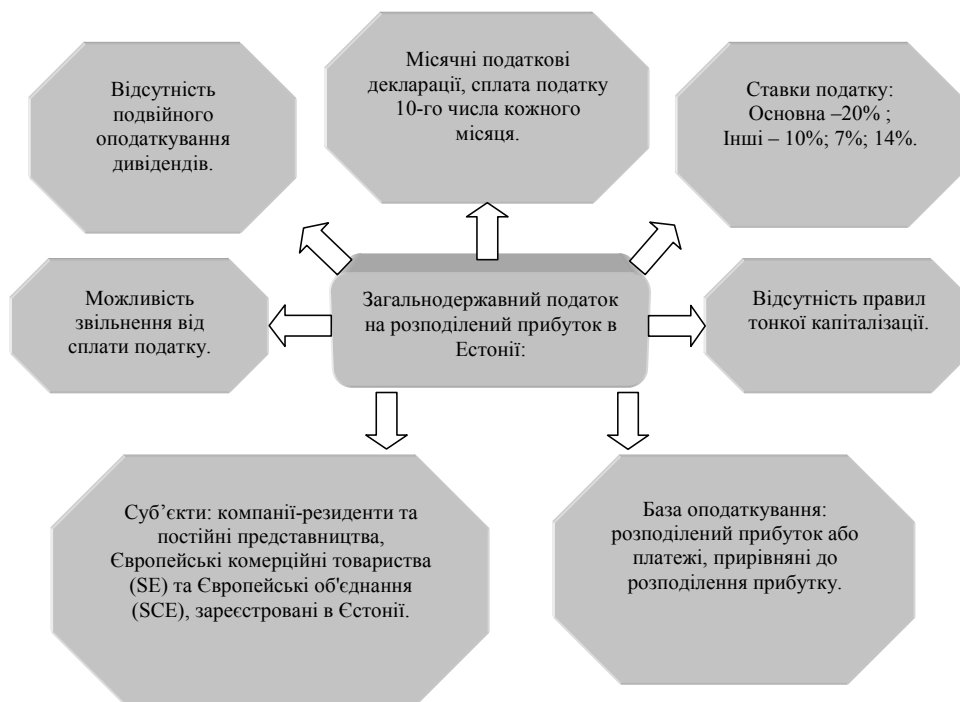 Відсутність
подвійного
оподаткування
дивідендів.
Місячні податкові
декларації, сплата податку
10-го числа кожного
місяця.
Ставки податку:
Основна –20% ;
Інші – 10%; 7%; 14%.
Можливість
звільнення від
сплати податку.
Загальнодержавний податок
на розподілений прибуток в
Естонії:
Відсутність правил
тонкої капіталізації.
Суб’єкти: компанії-резиденти та
постійні представництва,
Європейські комерційні товариства
(SE) та Європейські об'єднання
(SCE), зареєстровані в Єстонії.
База оподаткування:
розподілений прибуток або
платежі, прирівняні до
розподілення прибутку.